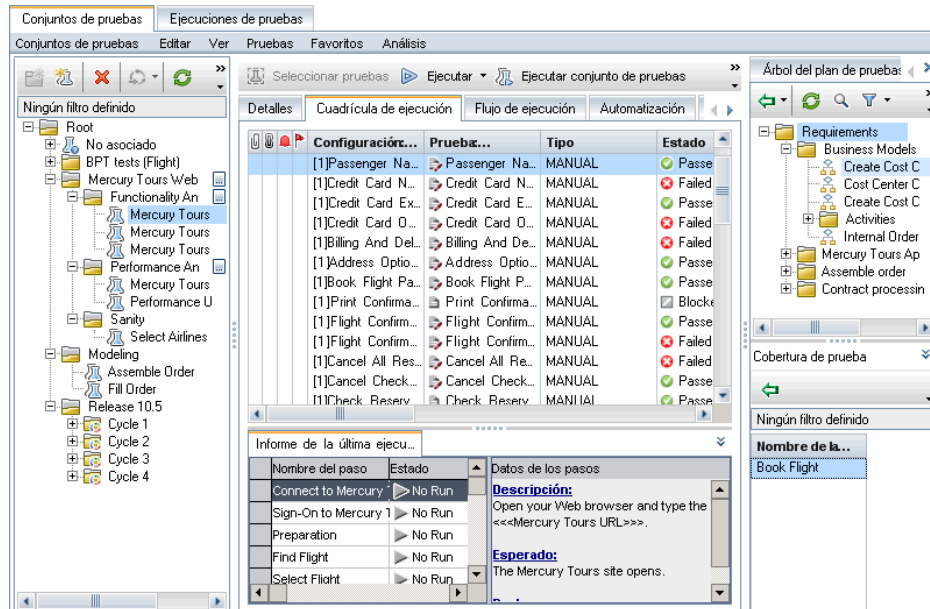 Conjuntos de pruebas Ejecuciones de pruebas
Conjuntos de pruebas Editar Ver Pruebas Favoritos Análisis
»
Ningún filtro definido
Root
No asociado
BPT tests (Flight)
Mercury Tours Web
Functionality An
Mercury Tours
Mercury Tours
Mercury Tours
Performance An
Mercury Tours
Performance U
Sanity
Select Airlines
Modeling
Assemble Order
Fill Order
Release 10.5
Cycle 1
Cycle 2
Cycle 3
Cycle 4
Seleccionar pruebas Ejecutar Ejecutar conjunto de pruebas »
Detalles Cuadrícula de ejecución Flujo de ejecución Automatización
Configuración:... Prueba:... Tipo Estado
[1]Passenger Na... Passenger Na... MANUAL Passe
[1]Credit Card N... Credit Card N... MANUAL Failed
[1]Credit Card Ex... Credit Card E... MANUAL Passe
[1]Credit Card O... Credit Card O... MANUAL Failed
[1]Billing And Del... Billing And De... MANUAL Failed
[1]Address Optio... Address Optio... MANUAL Passe
[1]Book Flight Pa... Book Flight P... MANUAL Passe
[1]Print Confirma... Print Confirma... MANUAL Blocke
[1]Flight Confirm... Flight Confirm... MANUAL Passe
[1]Flight Confirm... Flight Confirm... MANUAL Failed
[1]Cancel All Res... Cancel All Re... MANUAL Failed
[1]Cancel Check... Cancel Check... MANUAL Passe
[1]Check Reserv Check Reserv MANUAL Passe
Informe de la última ejecu...
Nombre del paso Estado
Connect to Mercury No Run
Sign-On to Mercury No Run
Preparation No Run
Find Flight No Run
Select Flight No Run
Datos de los pasos
Descripción:
Open your Web browser and type the
<<<Mercury Tours URL>>>.
Esperado:
The Mercury Tours site opens.
Árbol del plan de pruebas
Requirements
Business Models
Create Cost C
Cost Center C
Create Cost C
Activities
Internal Order
Mercury Tours Ap
Assemble order
Contract processin
Cobertura de prueba
Ningún filtro definido
Nombre de la...
Book Flight